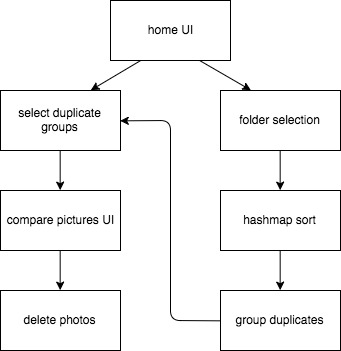 home UI
select duplicate
groups
folder selection
compare pictures UI
hashmap sort
delete photos
group duplicates